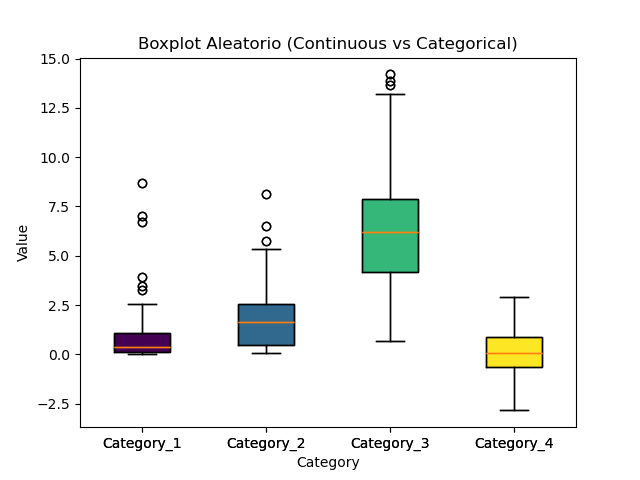 Boxplot Aleatorio (Continuous vs Categorical)
15.0
12.5
10.0
7.5
5.0
2.5
0.0
−2.5
Value
Category_1 Category_2 Category_3 Category_4
Category